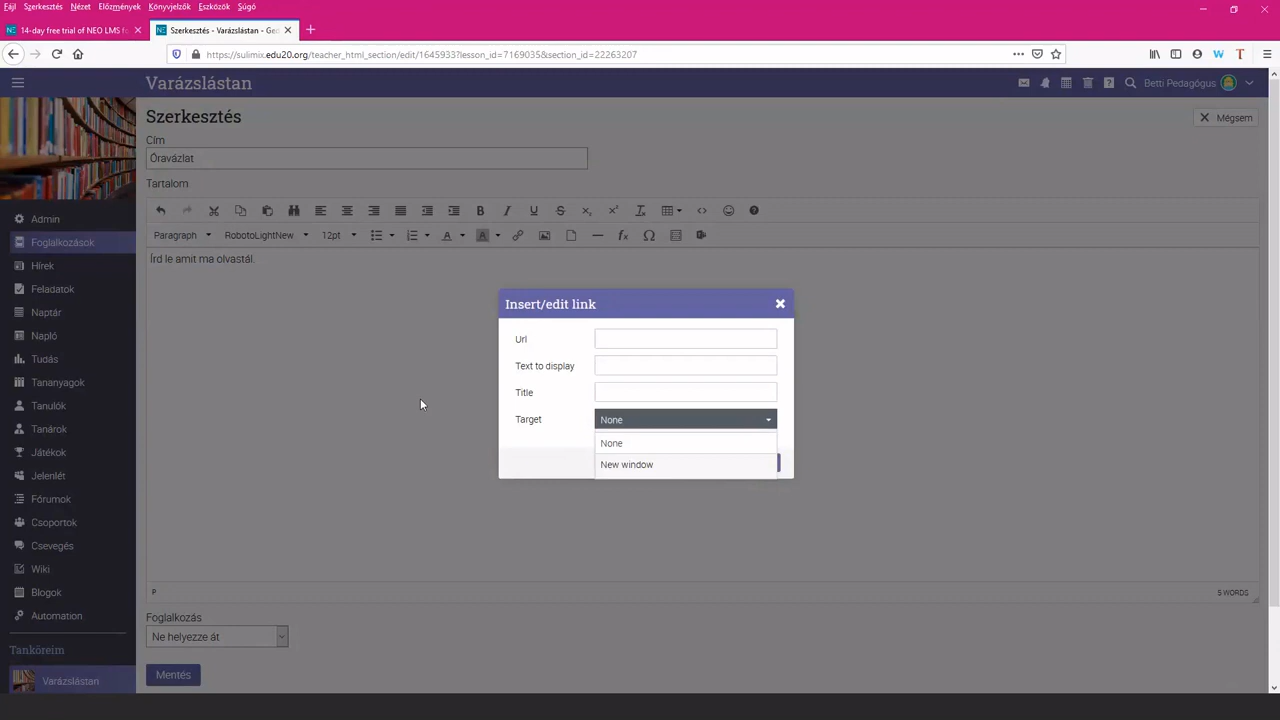 Fájl Szerkesztés Nézet Előzmények Könyvjelzők Eszközök Súgó
14-day free trial of NEO LMS fo
Szerkesztés - Varázslástan - Ge
https://sulimix.edu20.org/teacher_html_section/edit/1645933?lesson_id=7169035&section_id=22263207
Varázslástan
Betti Pedagógus
Szerkesztés
Mégsem
Cím
Óravázlat
Tartalom
Paragraph RobotoLightNew 12pt
Írd le amit ma olvastál.
Admin
Foglalkozások
Hírek
Feladatok
Naptár
Napló
Tudás
Tananyagok
Tanulók
Tanárok
Játékok
Jelenlét
Fórumok
Csoportok
Csevegés
Wiki
Blogok
Automation
Tanköreim
Varázslástan
Insert/edit link
Url
Text to display
Title
Target None
None
New window
P
5 WORDS
Foglalkozás
Ne helyezze át
Mentés